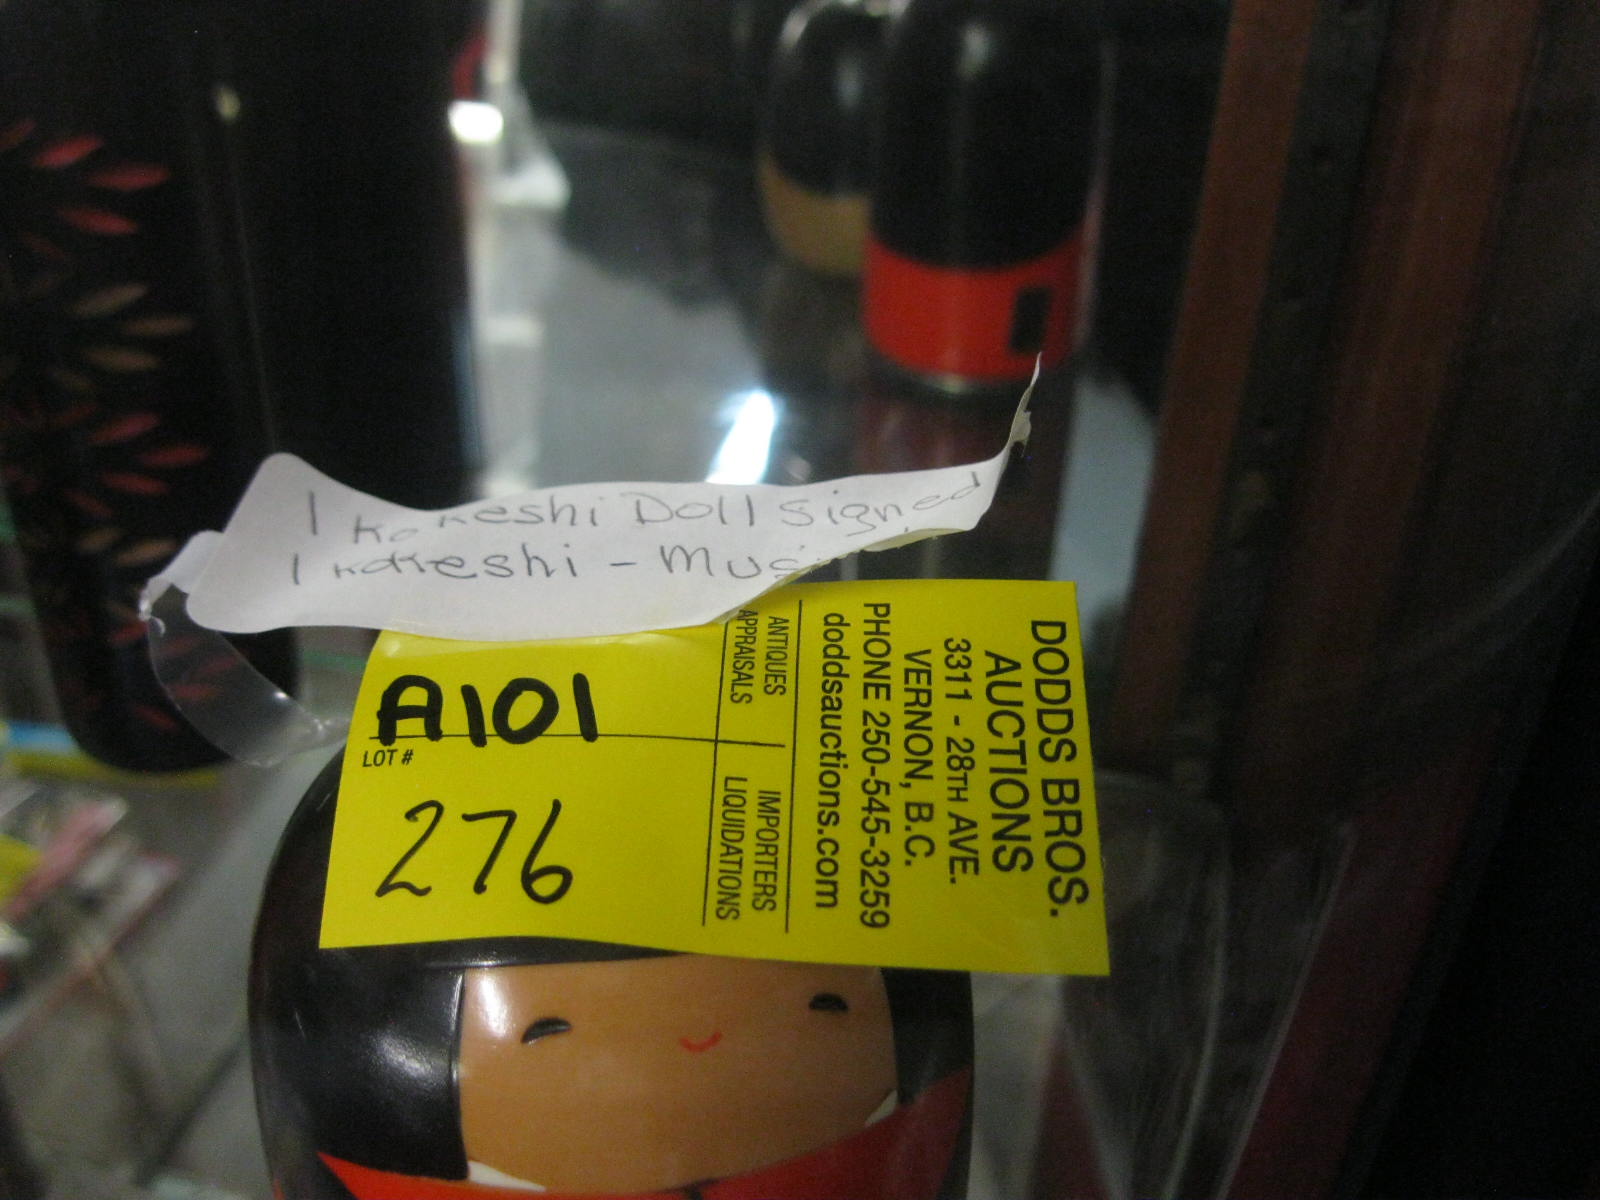 1 Kokeshi Doll signed
1 Kokeshi - Mus
A101
LOT #
276
ANTIQUES
APPRAISALS
IMPORTERS
LIQUIDATIONS
DODDS BROS.
AUCTIONS
3311 - 28TH AVE.
VERNON, B.C.
PHONE 250-545-3259
doddsauctions.com